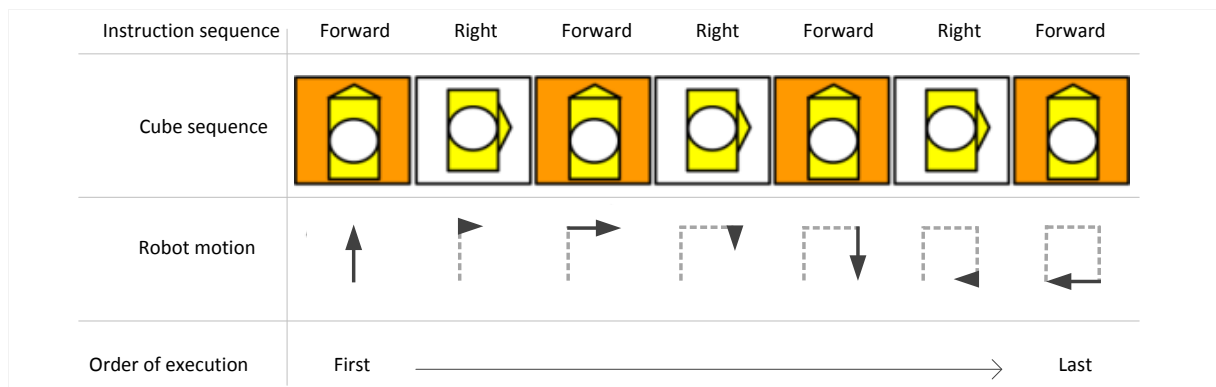 Instruction sequence Forward Right Forward Right Forward Right Forward
Cube sequence
Robot motion
Order of execution First Last